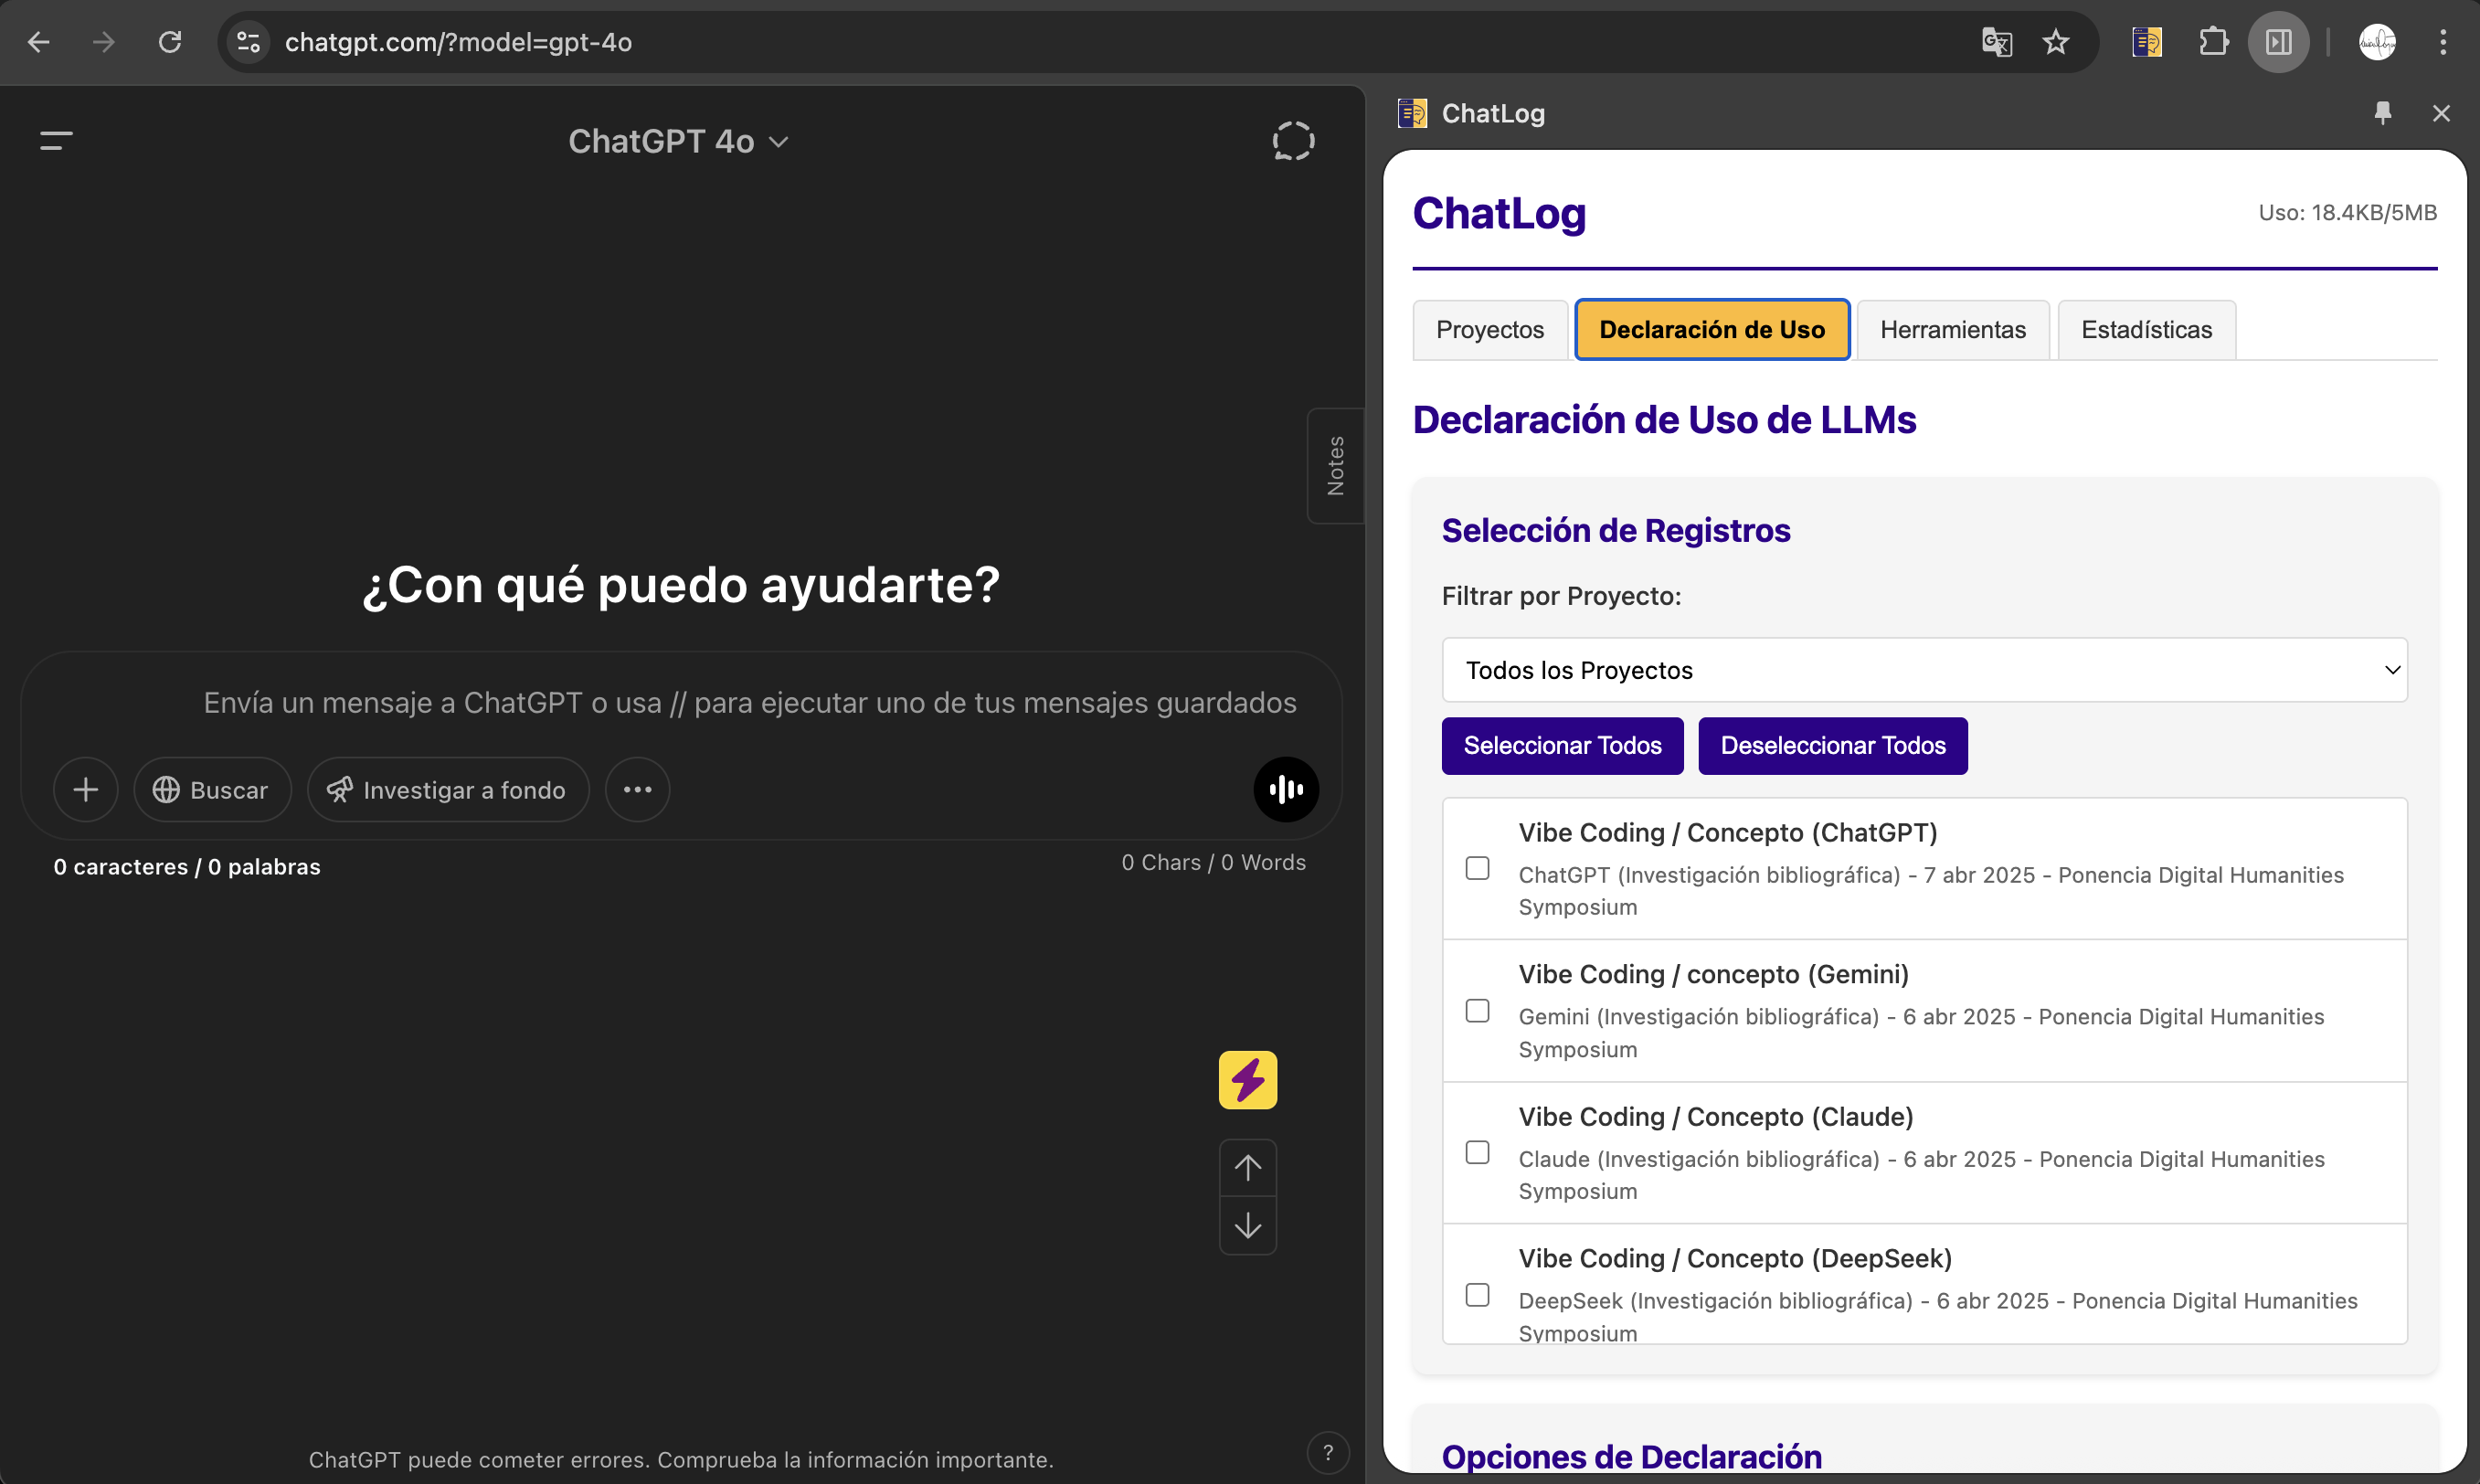 chatgpt.com/?model=gpt-4o
ChatGPT 4o
Notes
¿Con qué puedo ayudarte?
Envía un mensaje a ChatGPT o usa // para ejecutar uno de tus mensajes guardados
Buscar
Investigar a fondo
0 caracteres / 0 palabras
0 Chars / 0 Words
ChatGPT puede cometer errores. Comprueba la información importante.
?
ChatLog
ChatLog
Uso: 18.4KB/5MB
Proyectos
Declaración de Uso
Herramientas
Estadísticas
Declaración de Uso de LLMs
Selección de Registros
Filtrar por Proyecto:
Todos los Proyectos
Seleccionar Todos
Deseleccionar Todos
Vibe Coding / Concepto (ChatGPT)
ChatGPT (Investigación bibliográfica) - 7 abr 2025 - Ponencia Digital Humanities
Symposium
Vibe Coding / concepto (Gemini)
Gemini (Investigación bibliográfica) - 6 abr 2025 - Ponencia Digital Humanities
Symposium
Vibe Coding / Concepto (Claude)
Claude (Investigación bibliográfica) - 6 abr 2025 - Ponencia Digital Humanities
Symposium
Vibe Coding / Concepto (DeepSeek)
DeepSeek (Investigación bibliográfica) - 6 abr 2025 - Ponencia Digital Humanities
Symposium
Opciones de Declaración